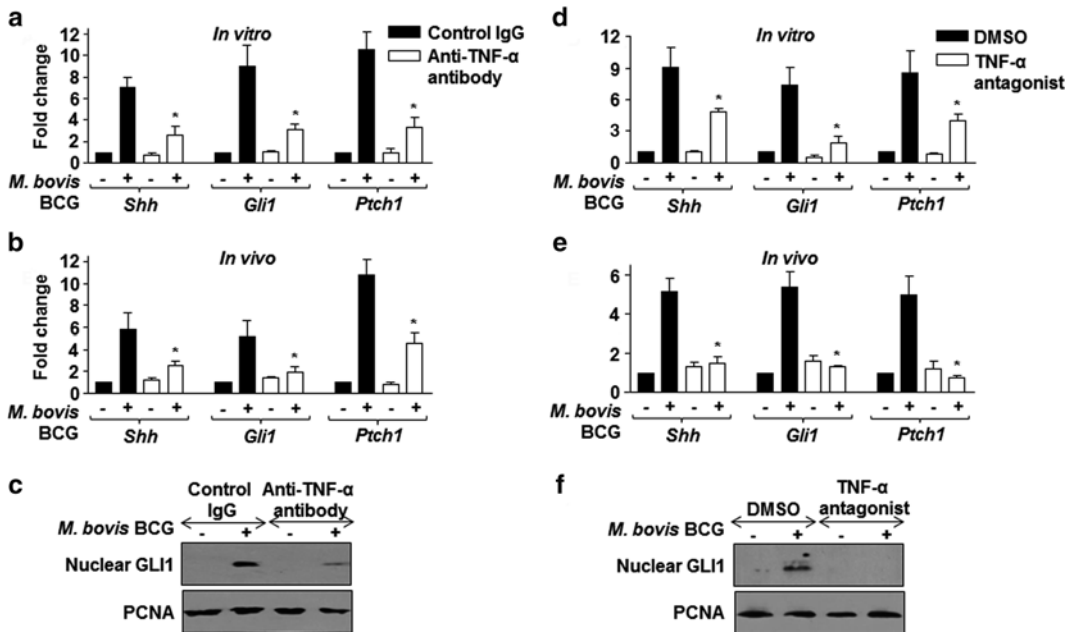 a
In vitro
Control IgG
Anti-TNF-α
antibody
Fold change
12
10
8
6
4
2
0
M. bovis
BCG
- + - + - + - + - + - +
Shh Gli1 Ptch1
b
In vivo
Fold change
12
10
8
6
4
2
0
M. bovis
BCG
- + - + - + - + - + - +
Shh Gli1 Ptch1
c
Control
IgG
Anti-TNF-α
antibody
M. bovis BCG - + - +
Nuclear GLI1
PCNA
d
In vitro
DMSO
TNF-α
antagonist
12
9
6
3
0
M. bovis
BCG
- + - + - + - + - + - +
Shh Gli1 Ptch1
e
In vivo
6
4
2
0
M. bovis
BCG
- + - + - + - + - + - +
Shh Gli1 Ptch1
f
DMSO
TNF-α
antagonist
M. bovis BCG - + - +
Nuclear GLI1
PCNA